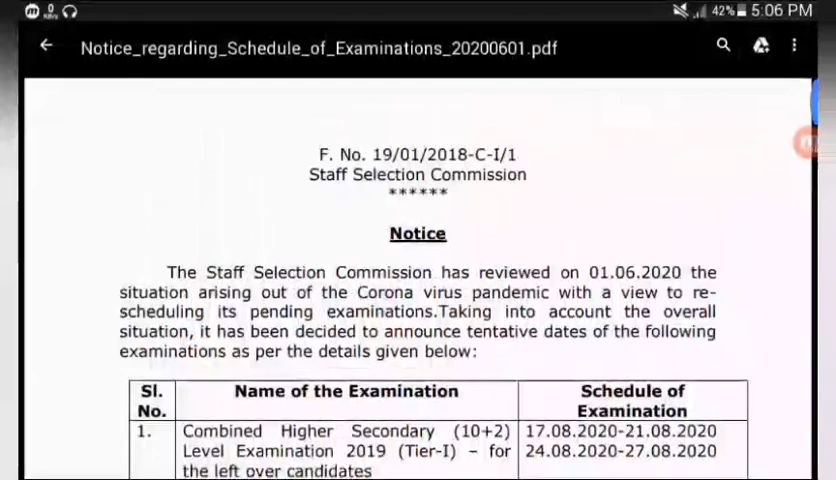 0 KB/s 42% 5:06 PM
Notice_regarding_Schedule_of_Examinations_20200601.pdf
F. No. 19/01/2018-C-I/1
Staff Selection Commission
******
Notice
The Staff Selection Commission has reviewed on 01.06.2020 the
situation arising out of the Corona virus pandemic with a view to re-
scheduling its pending examinations.Taking into account the overall
situation, it has been decided to announce tentative dates of the following
examinations as per the details given below:
Sl. Name of the Examination Schedule of
No. Examination
1. Combined Higher Secondary (10+2) 17.08.2020-21.08.2020
Level Examination 2019 (Tier-I) – for 24.08.2020-27.08.2020
the left over candidates